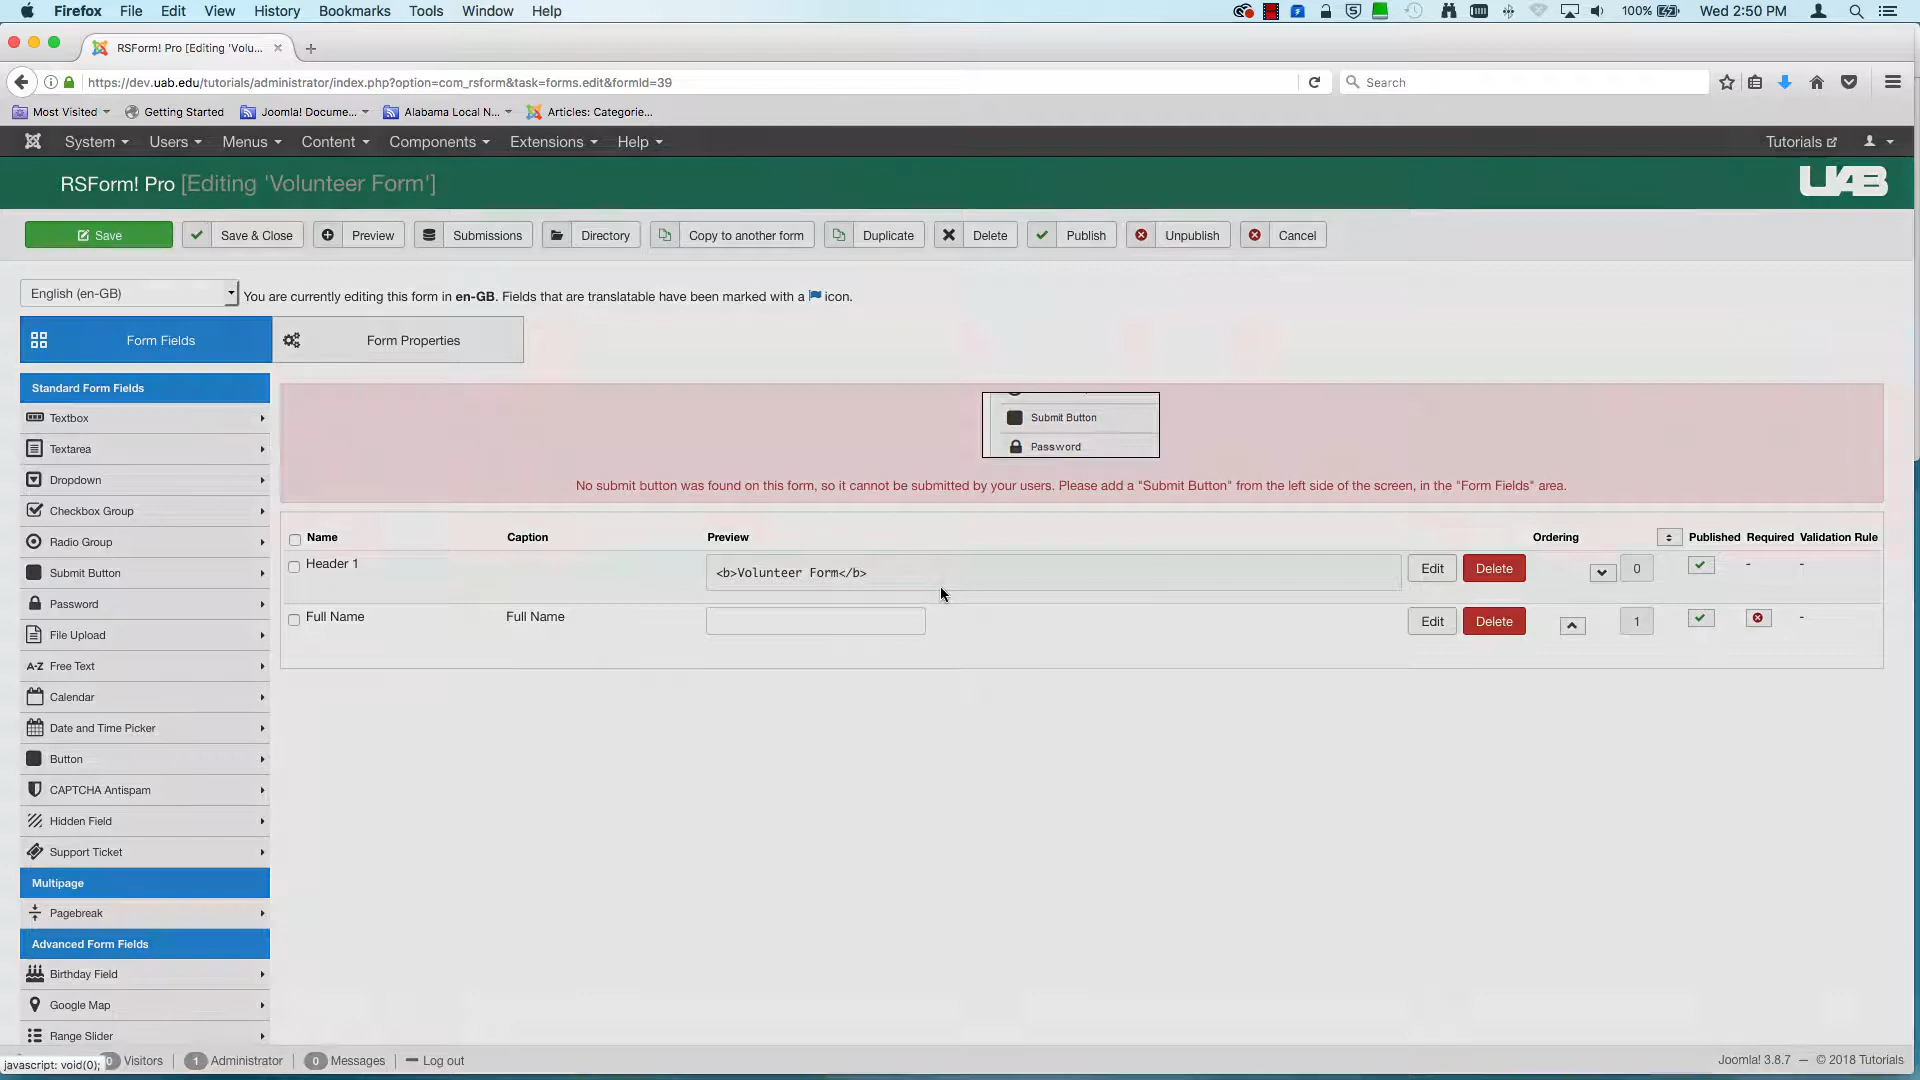 Firefox File Edit View History Bookmarks Tools Window Help 100% Wed 2:50 PM
RSForm! Pro [Editing 'Volu...
https://dev.uab.edu/tutorials/administrator/index.php?option=com_rsform&task=forms.edit&formId=39 Search
Most Visited Getting Started Joomla! Docume... Alabama Local N... Articles: Categorie...
System Users Menus Content Components Extensions Help Tutorials
RSForm! Pro [Editing 'Volunteer Form'] UAB
Save Save & Close Preview Submissions Directory Copy to another form Duplicate Delete Publish Unpublish Cancel
English (en-GB) You are currently editing this form in en-GB. Fields that are translatable have been marked with a icon.
Form Fields Form Properties
Standard Form Fields
Textbox
Textarea
Dropdown
Checkbox Group
Radio Group
Submit Button
Password
File Upload
A-Z Free Text
Calendar
Date and Time Picker
Button
CAPTCHA Antispam
Hidden Field
Support Ticket
Multipage
Pagebreak
Advanced Form Fields
Birthday Field
Google Map
Range Slider
Submit Button
Password
No submit button was found on this form, so it cannot be submitted by your users. Please add a "Submit Button" from the left side of the screen, in the "Form Fields" area.
Name Caption Preview Ordering Published Required Validation Rule
Header 1 <b>Volunteer Form</b> Edit Delete 0 - -
Full Name Full Name Edit Delete 1 -
javascript: void(0); 0 Visitors 1 Administrator 0 Messages Log out Joomla! 3.8.7 — © 2018 Tutorials